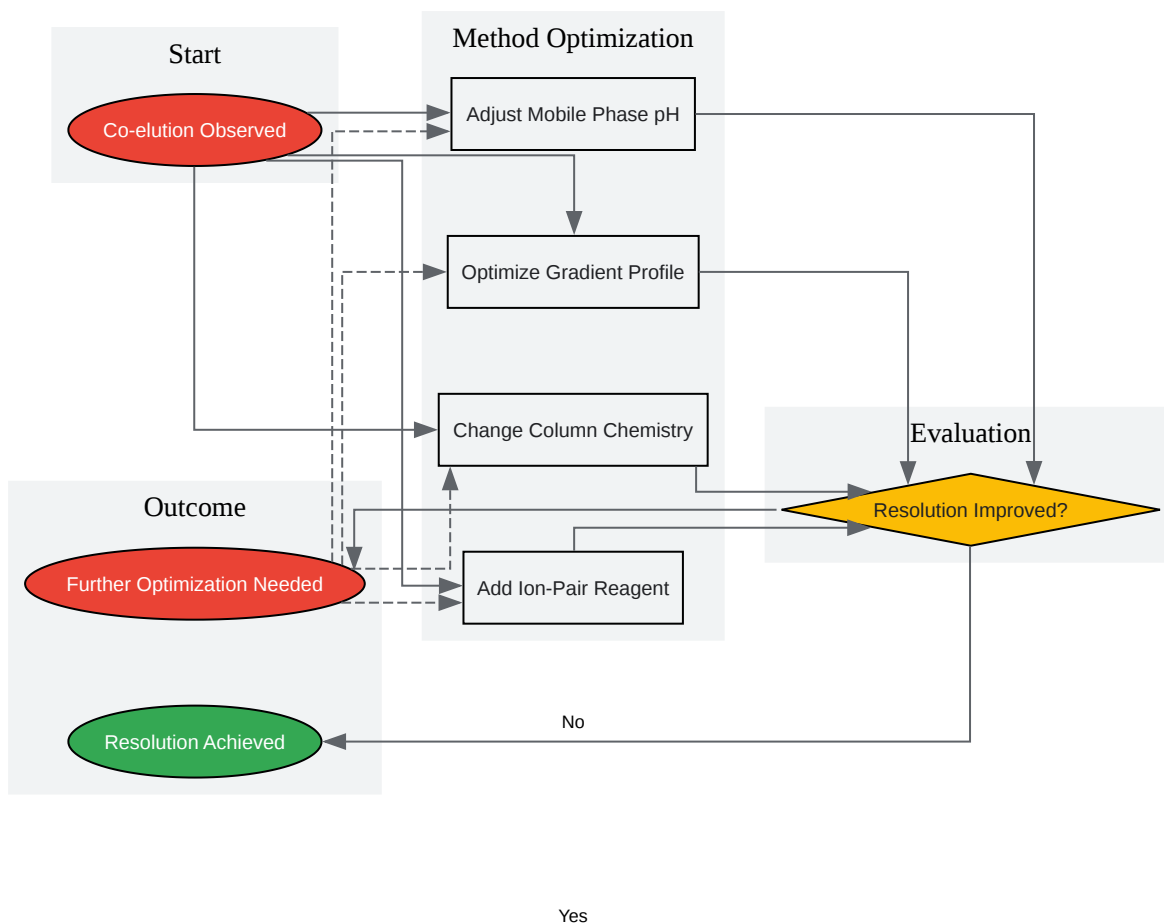 Start
Co-elution Observed
Method Optimization
Adjust Mobile Phase pH
Optimize Gradient Profile
Change Column Chemistry
Add Ion-Pair Reagent
Evaluation
Resolution Improved?
Outcome
Further Optimization Needed
Resolution Achieved
No
Yes